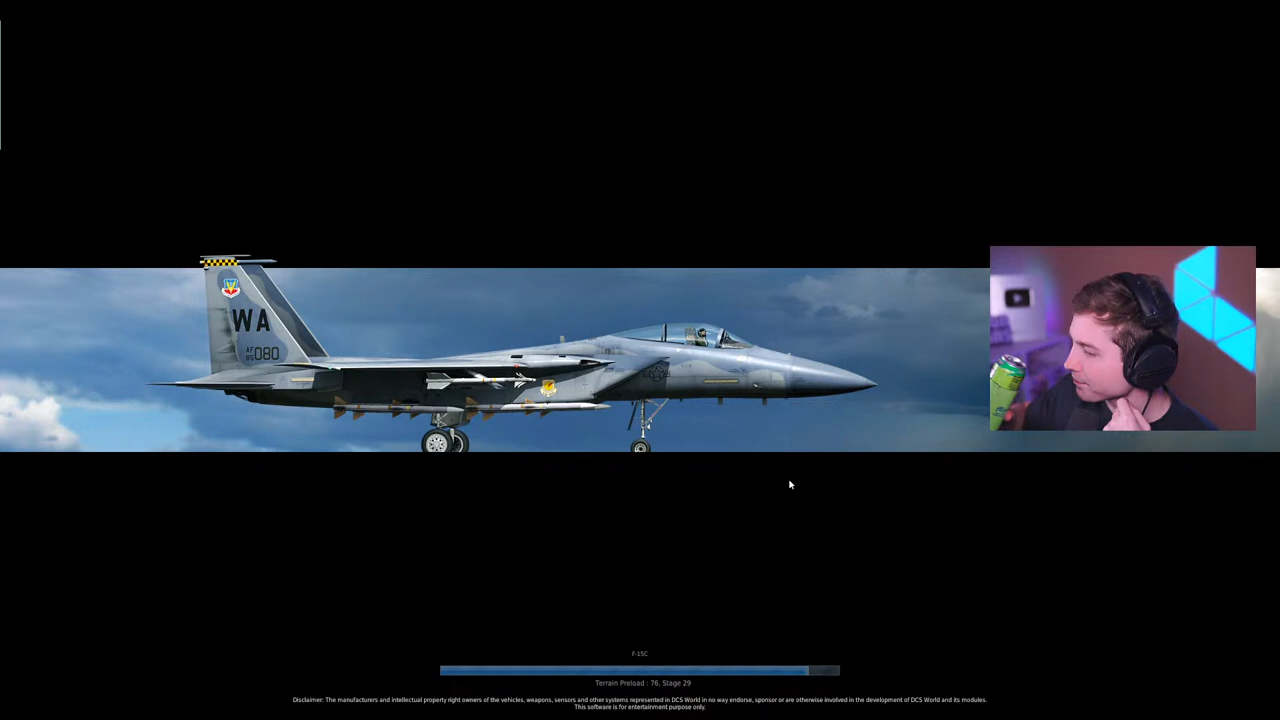 WA
AF
85 080
F-15C
Terrain Preload : 76, Stage 29
Disclaimer: The manufacturers and intellectual property right owners of the vehicles, weapons, sensors and other systems represented in DCS World in no way endorse, sponsor or are otherwise involved in the development of DCS World and its modules.
This software is for entertainment purpose only.